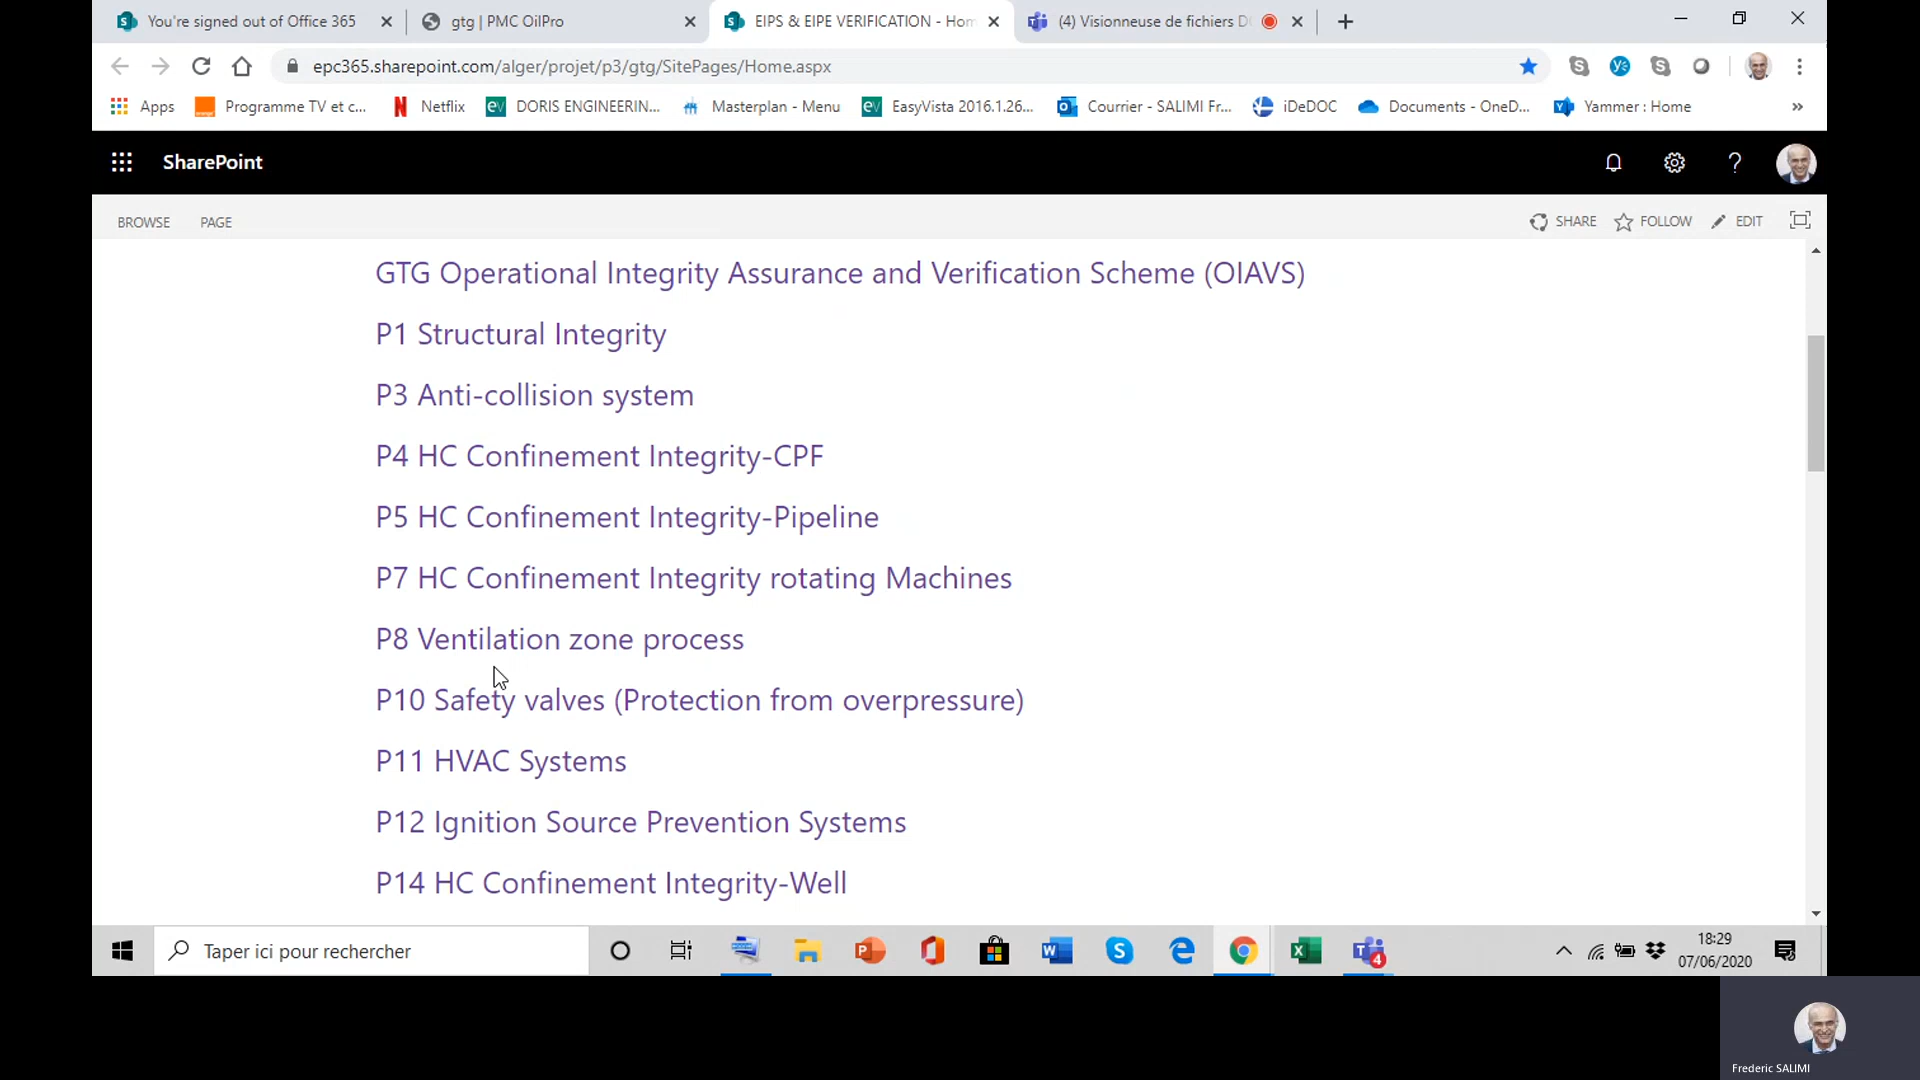 You're signed out of Office 365
gtg | PMC OilPro
EIPS & EIPE VERIFICATION - Hom
(4) Visionneuse de fichiers D
epc365.sharepoint.com/alger/projet/p3/gtg/SitePages/Home.aspx
Apps
Programme TV et c...
Netflix
DORIS ENGINEERIN...
Masterplan - Menu
EasyVista 2016.1.26...
Courrier - SALIMI Fr...
iDeDOC
Documents - OneD...
Yammer : Home
SharePoint
BROWSE
PAGE
SHARE
FOLLOW
EDIT
GTG Operational Integrity Assurance and Verification Scheme (OIAVS)
P1 Structural Integrity
P3 Anti-collision system
P4 HC Confinement Integrity-CPF
P5 HC Confinement Integrity-Pipeline
P7 HC Confinement Integrity rotating Machines
P8 Ventilation zone process
P10 Safety valves (Protection from overpressure)
P11 HVAC Systems
P12 Ignition Source Prevention Systems
P14 HC Confinement Integrity-Well
Taper ici pour rechercher
4
18:29
07/06/2020
Frederic SALIMI